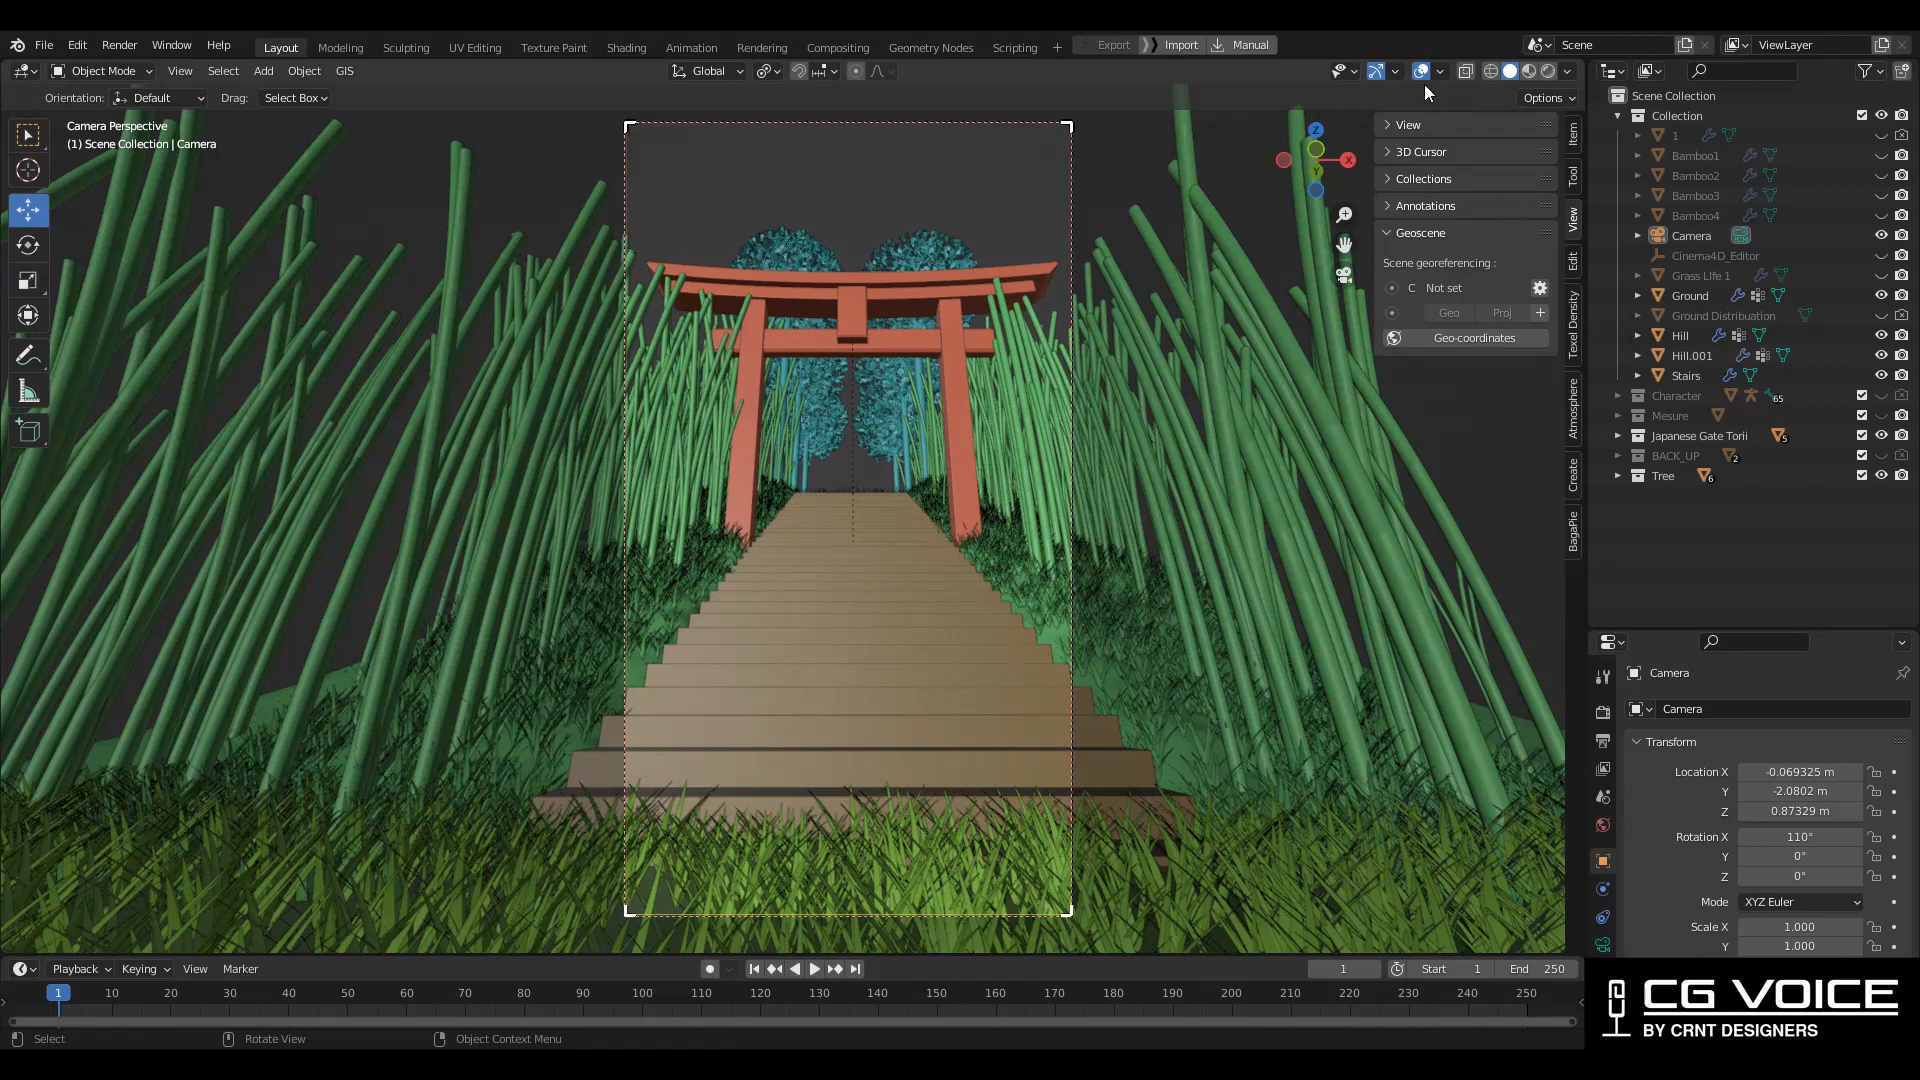 File Edit Render Window Help Layout Modeling Sculpting UV Editing Texture Paint Shading Animation Rendering Compositing Geometry Nodes Scripting + Export Import Manual Scene ViewLayer
Object Mode View Select Add Object GIS Global
Orientation: Default Drag: Select Box Options
Camera Perspective
(1) Scene Collection | Camera
Z
X
Y
View
3D Cursor
Collections
Annotations
Geoscene
Scene georeferencing :
C Not set
Geo Proj +
Geo-coordinates
Item
Tool
View
Edit
Texel Density
Atmosphere
Create
BagaPie
Scene Collection
Collection
1
Bamboo1
Bamboo2
Bamboo3
Bamboo4
Camera
Cinema4D_Editor
Grass LIfe 1
Ground
Ground Distribuation
Hill
Hill.001
Stairs
Character 65
Mesure
Japanese Gate Torii 5
BACK_UP 2
Tree 6
Camera
Camera
Transform
Location X -0.069325 m
Y -2.0802 m
Z 0.87329 m
Rotation X 110°
Y 0°
Z 0°
Mode XYZ Euler
Scale X 1.000
Y 1.000
Playback Keying View Marker 1 Start 1 End 250
1 10 20 30 40 50 60 70 80 90 100 110 120 130 140 150 160 170 180 190 200 210 220 230 240 250
Select Rotate View Object Context Menu
CG VOICE
BY CRNT DESIGNERS